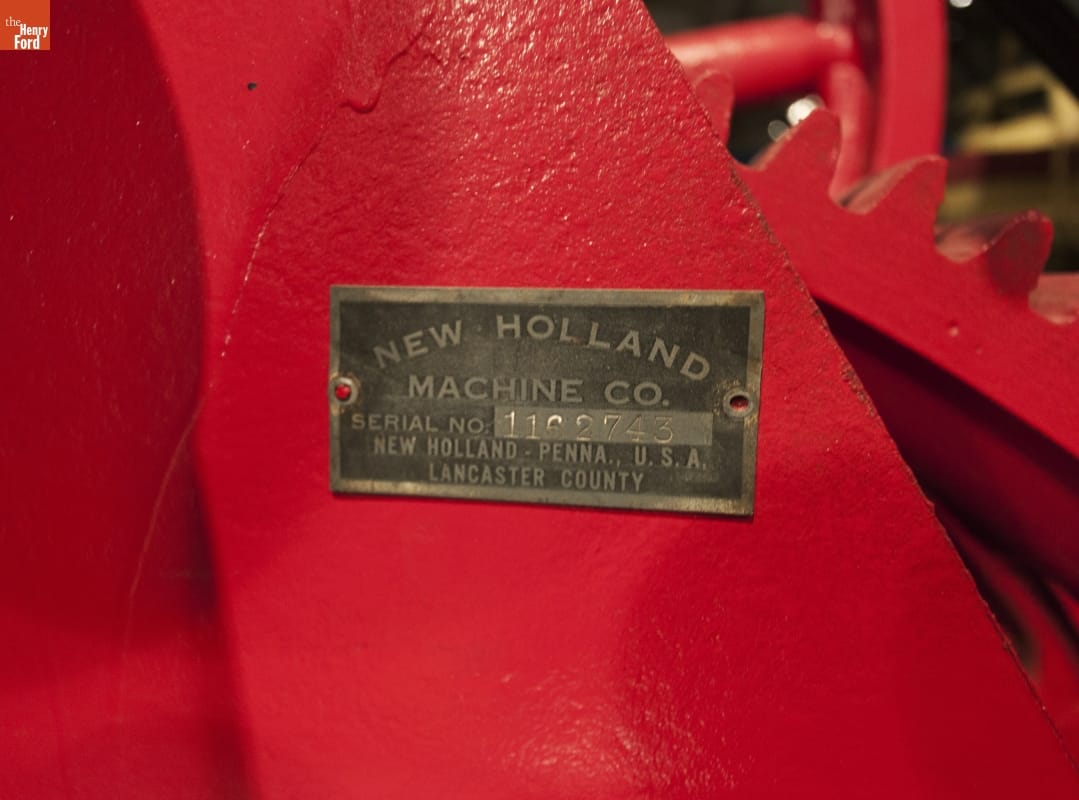 the
Henry
Ford
NEW HOLLAND
MACHINE CO.
SERIAL NO.
NEW HOLLAND - PENNA., U.S.A.
LANCASTER COUNTY